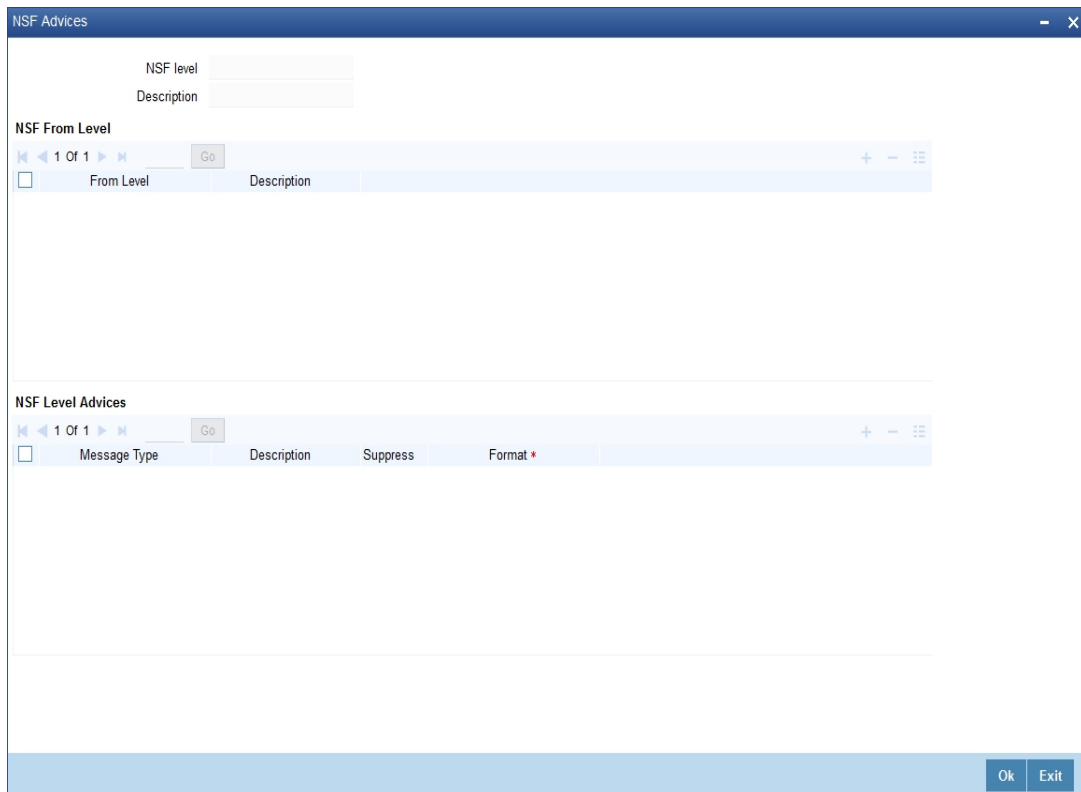 NSF Advices
NSF level
Description
NSF From Level
1 Of 1 Go
From Level Description
NSF Level Advices
1 Of 1 Go
Message Type Description Suppress Format *
Ok Exit